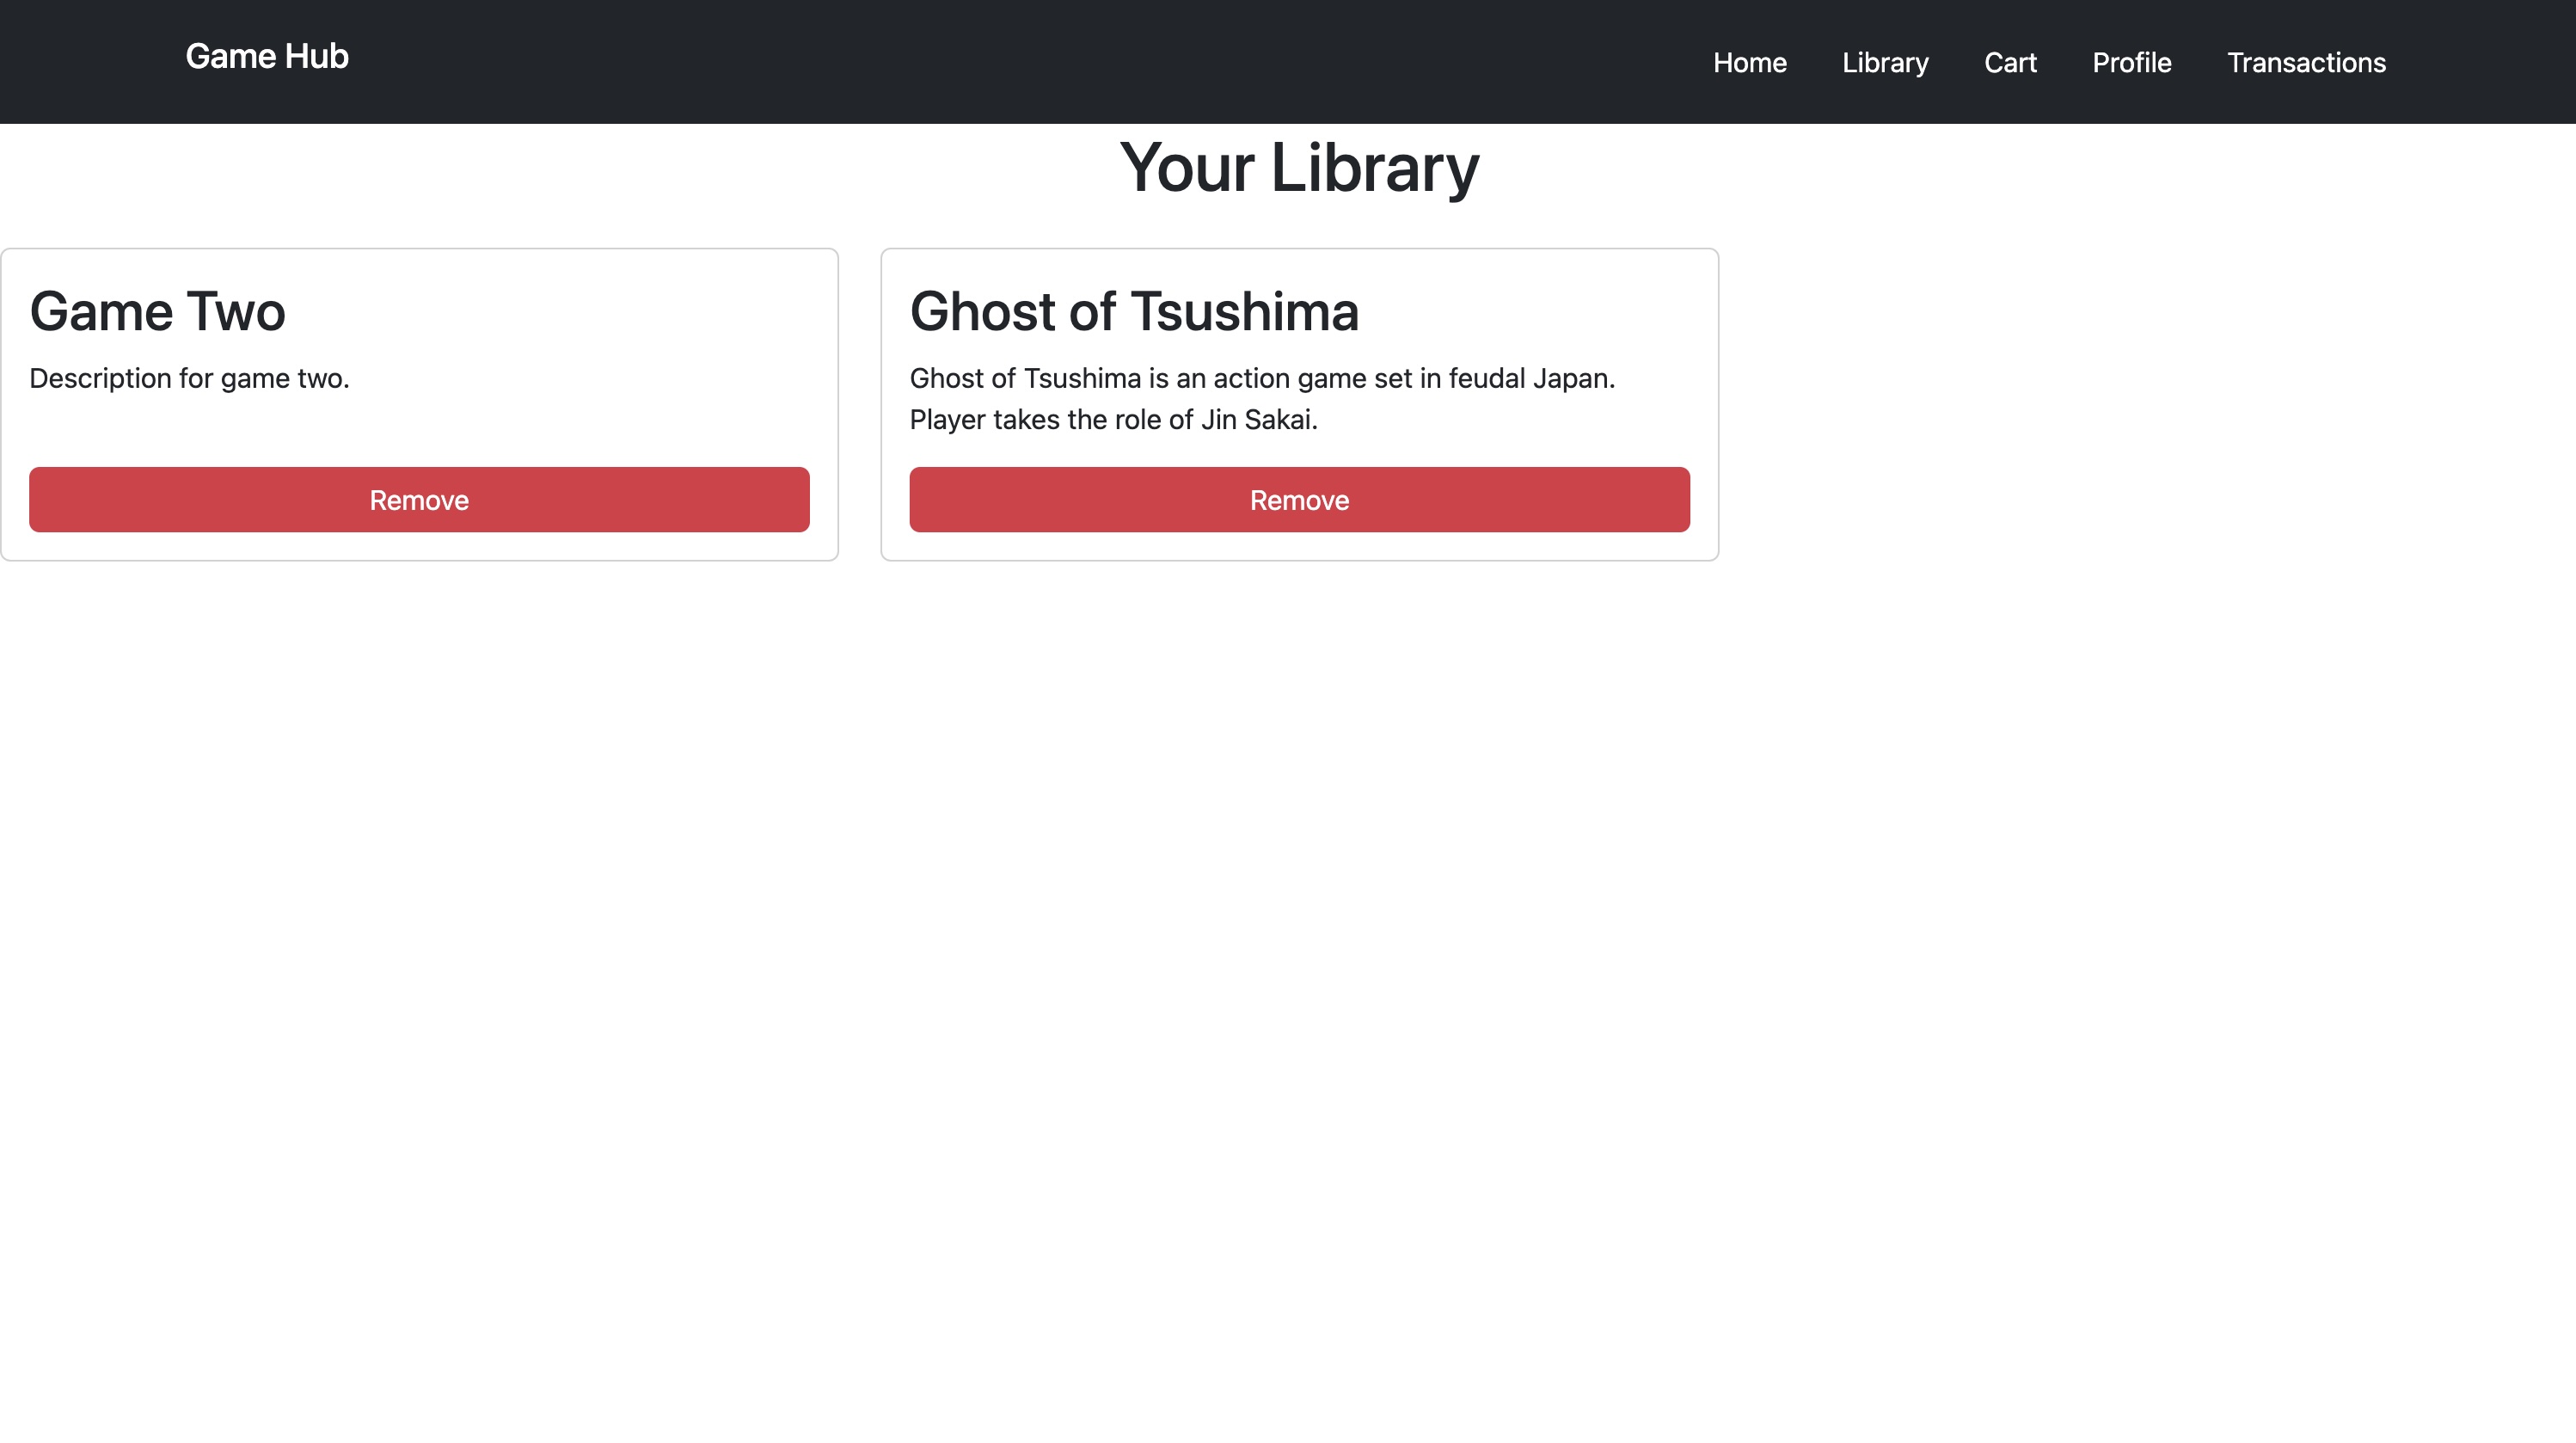 Game Hub
Home Library Cart Profile Transactions
Your Library
Game Two
Description for game two.
Remove
Ghost of Tsushima
Ghost of Tsushima is an action game set in feudal Japan.
Player takes the role of Jin Sakai.
Remove